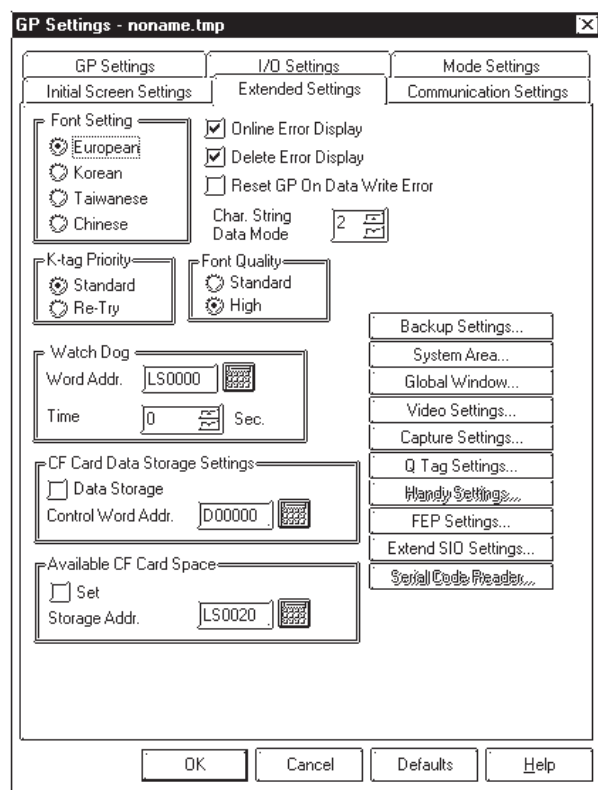 GP Settings - noname.tmp
GP Settings
I/O Settings
Mode Settings
Initial Screen Settings
Extended Settings
Communication Settings
Font Setting
European
Korean
Taiwanese
Chinese
Online Error Display
Delete Error Display
Reset GP On Data Write Error
Char. String
Data Mode
2
K-tag Priority
Standard
Re-Try
Font Quality
Standard
High
Watch Dog
Word Addr. LS0000
Time 0 Sec.
CF Card Data Storage Settings
Data Storage
Control Word Addr. D00000
Available CF Card Space
Set
Storage Addr. LS0020
Backup Settings...
System Area...
Global Window...
Video Settings...
Capture Settings...
Q Tag Settings...
Handy Settings...
FEP Settings...
Extend SIO Settings...
Serial Code Reader...
OK
Cancel
Defaults
Help